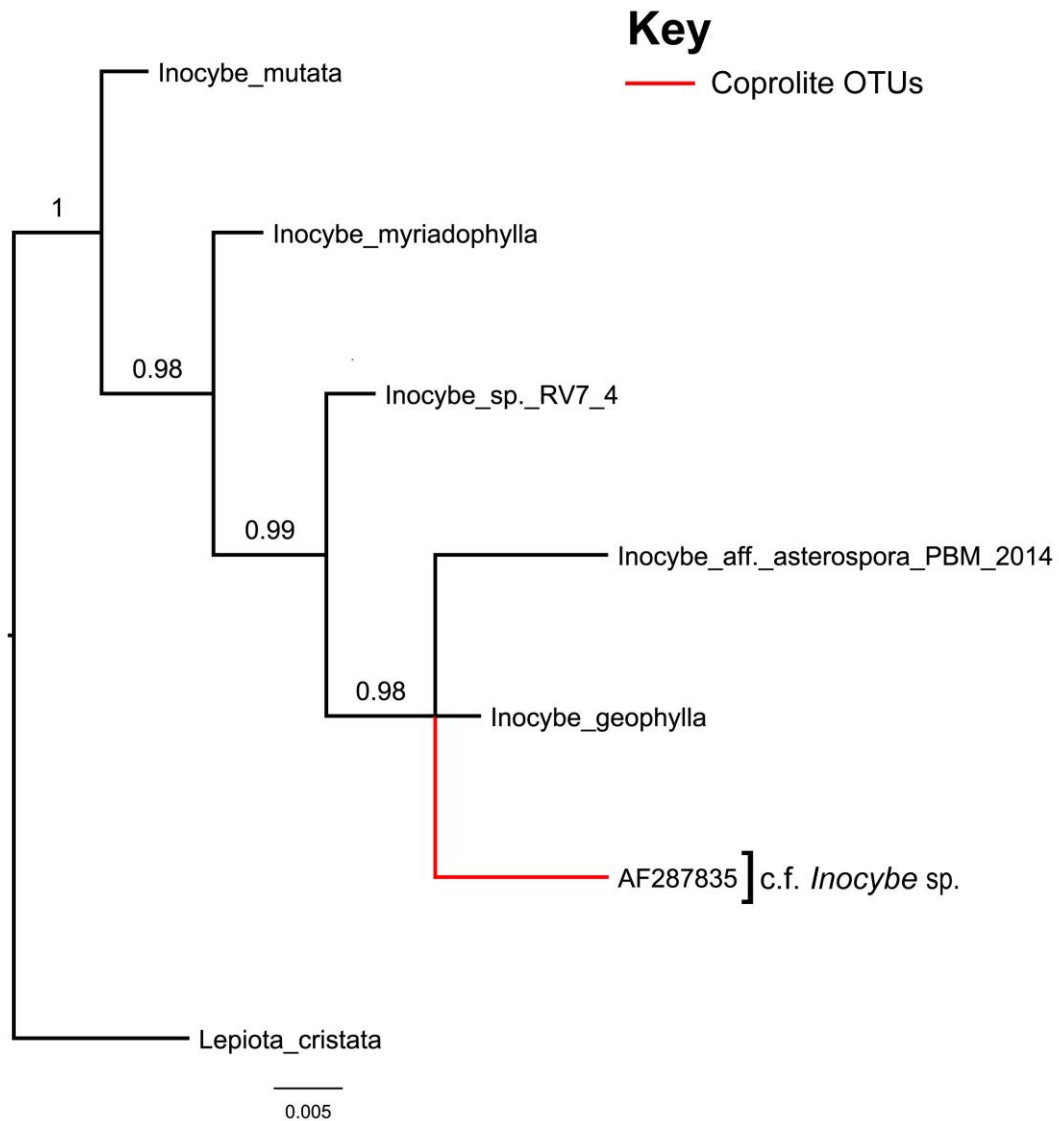 Key
Coprolite OTUs
Inocybe_mutata
1
Inocybe_myriadophylla
0.98
Inocybe_sp._RV7_4
0.99
Inocybe_aff._asterospora_PBM_2014
0.98
Inocybe_geophylla
AF287835 ] c.f. Inocybe sp.
Lepiota_cristata
0.005